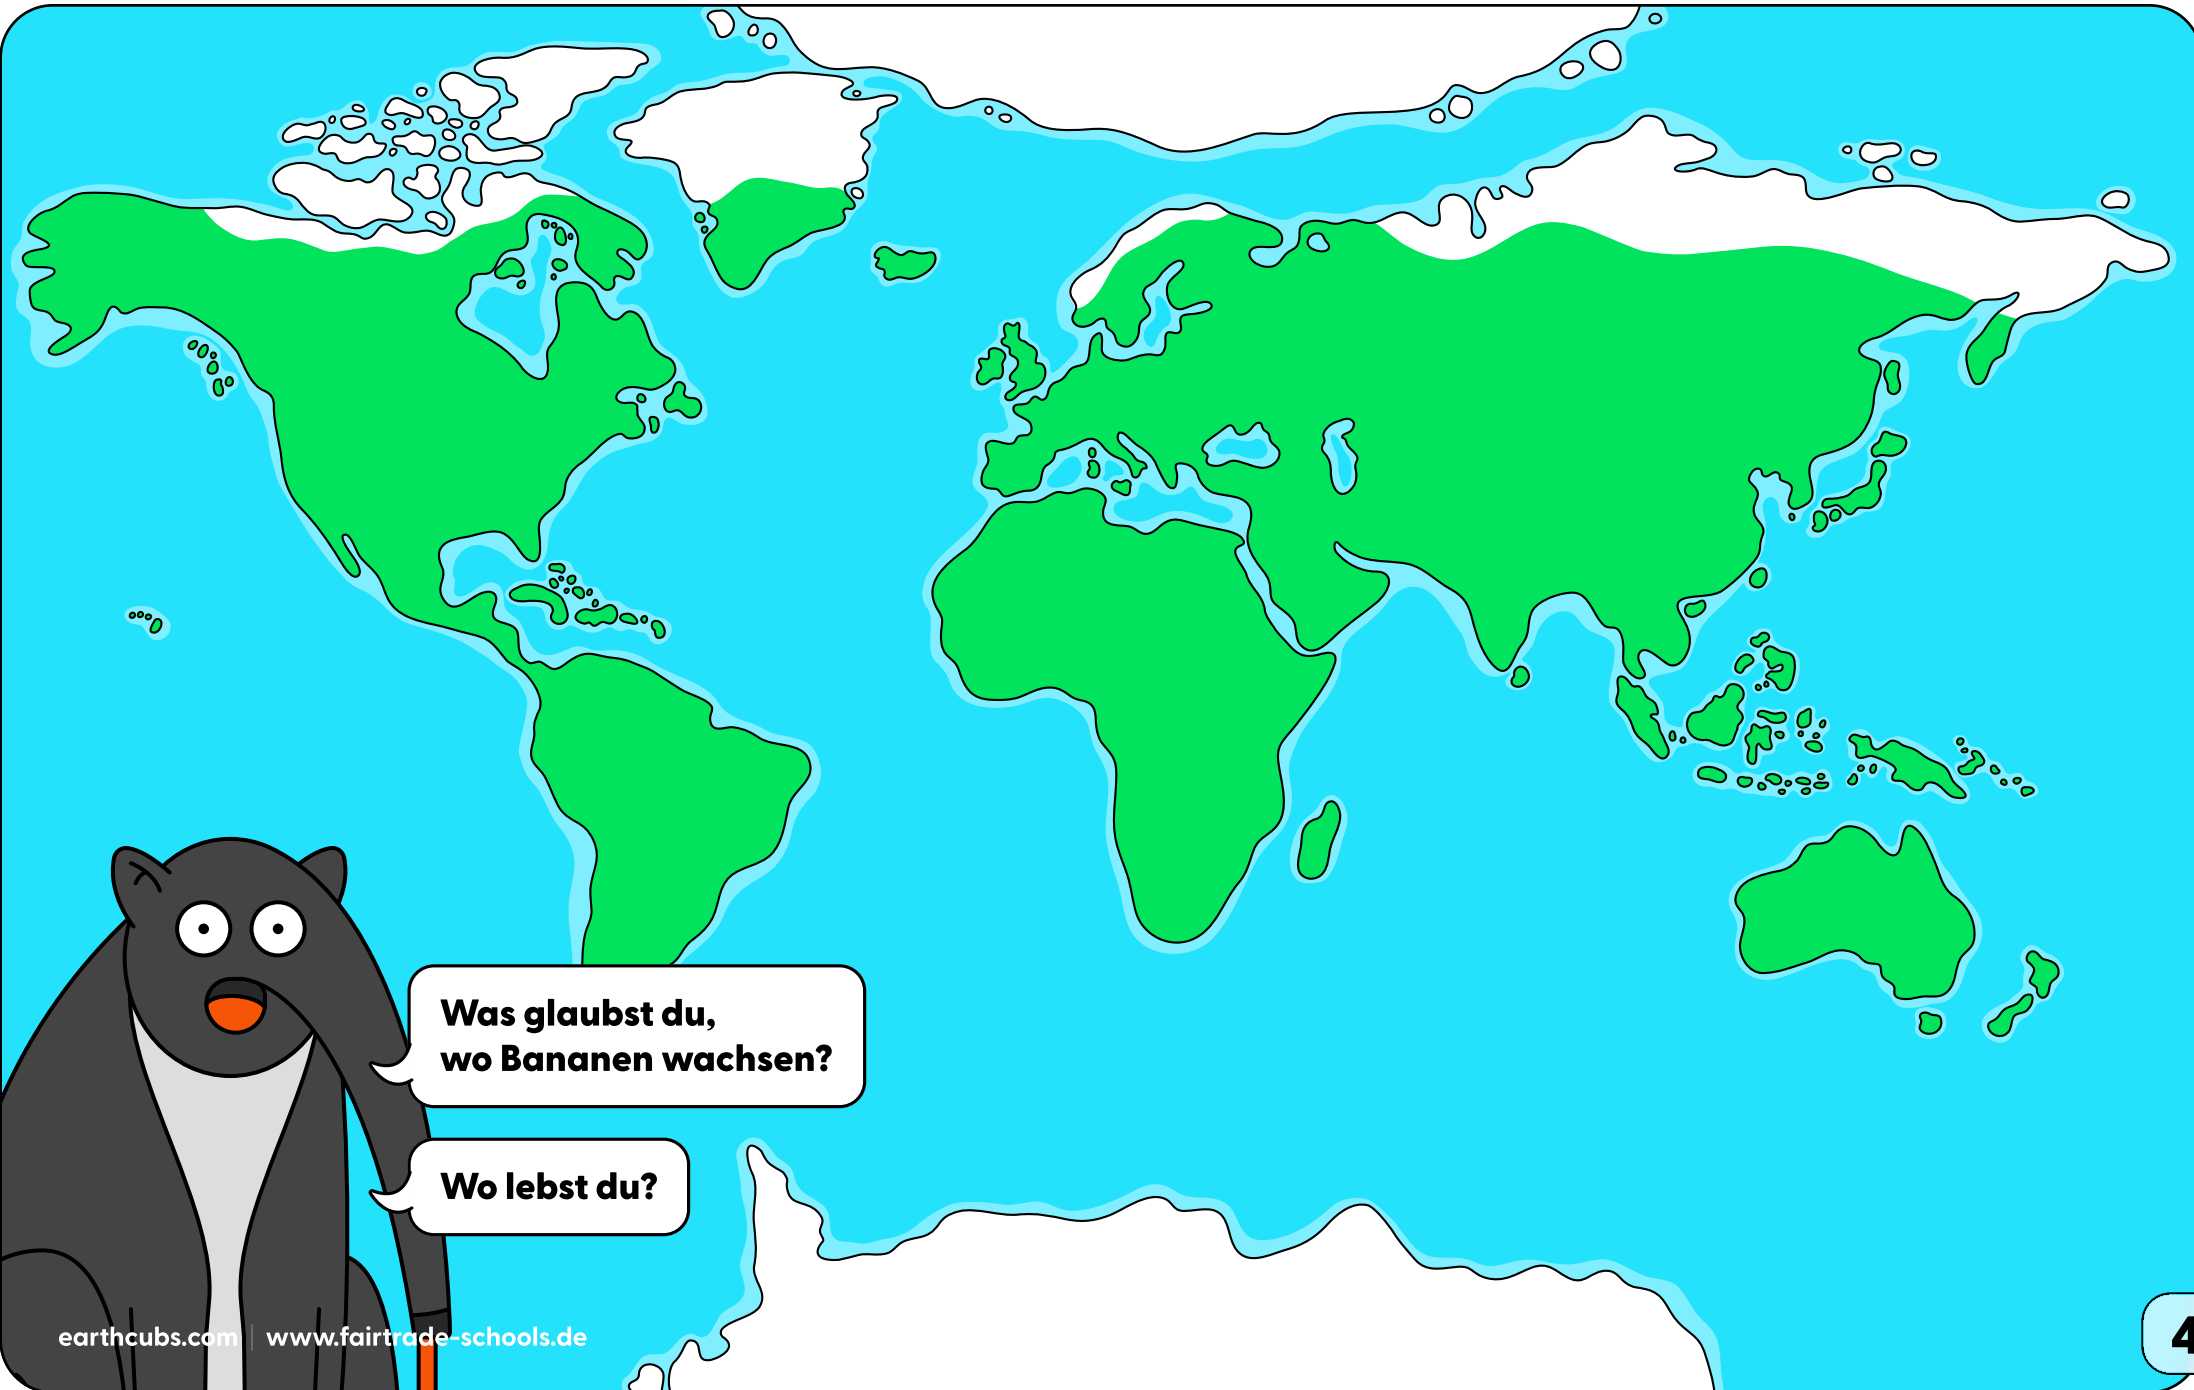 Was glaubst du,
wo Bananen wachsen?
Wo lebst du?
earthcubs.com | www.fairtrade-schools.de
4